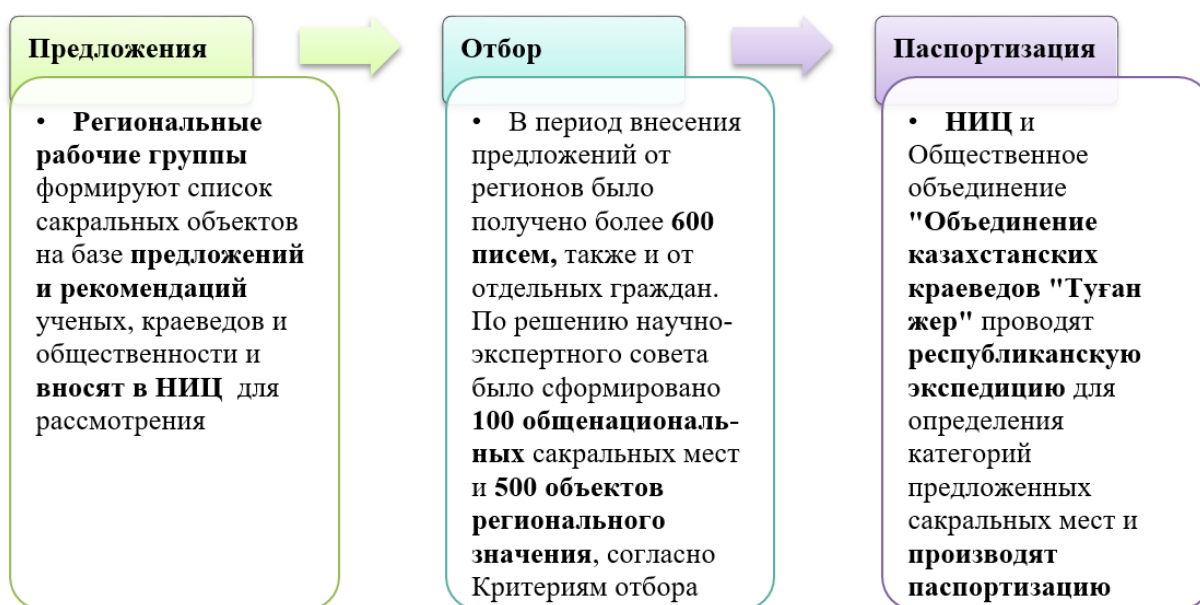 Предложения
• Региональные
рабочие группы
формируют список
сакральных объектов
на базе предложений
и рекомендаций
ученых, краеведов и
общественности и
вносят в НИЦ для
рассмотрения
Отбор
• В период внесения
предложений от
регионов было
получено более 600
писем, также и от
отдельных граждан.
По решению научно-
экспертного совета
было сформировано
100 общенациональ-
ных сакральных мест
и 500 объектов
регионального
значения, согласно
Критериям отбора
Паспортизация
• НИЦ и
Общественное
объединение
"Объединение
казахстанских
краеведов "Туған
жер" проводят
республиканскую
экспедицию для
определения
категорий
предложенных
сакральных мест и
производят
паспортизацию